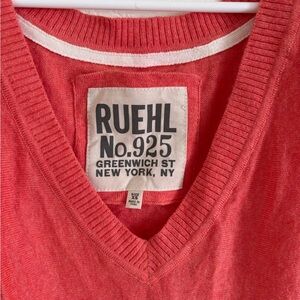 RUEHL
No.925
GREENWICH ST
NEW YORK, NY